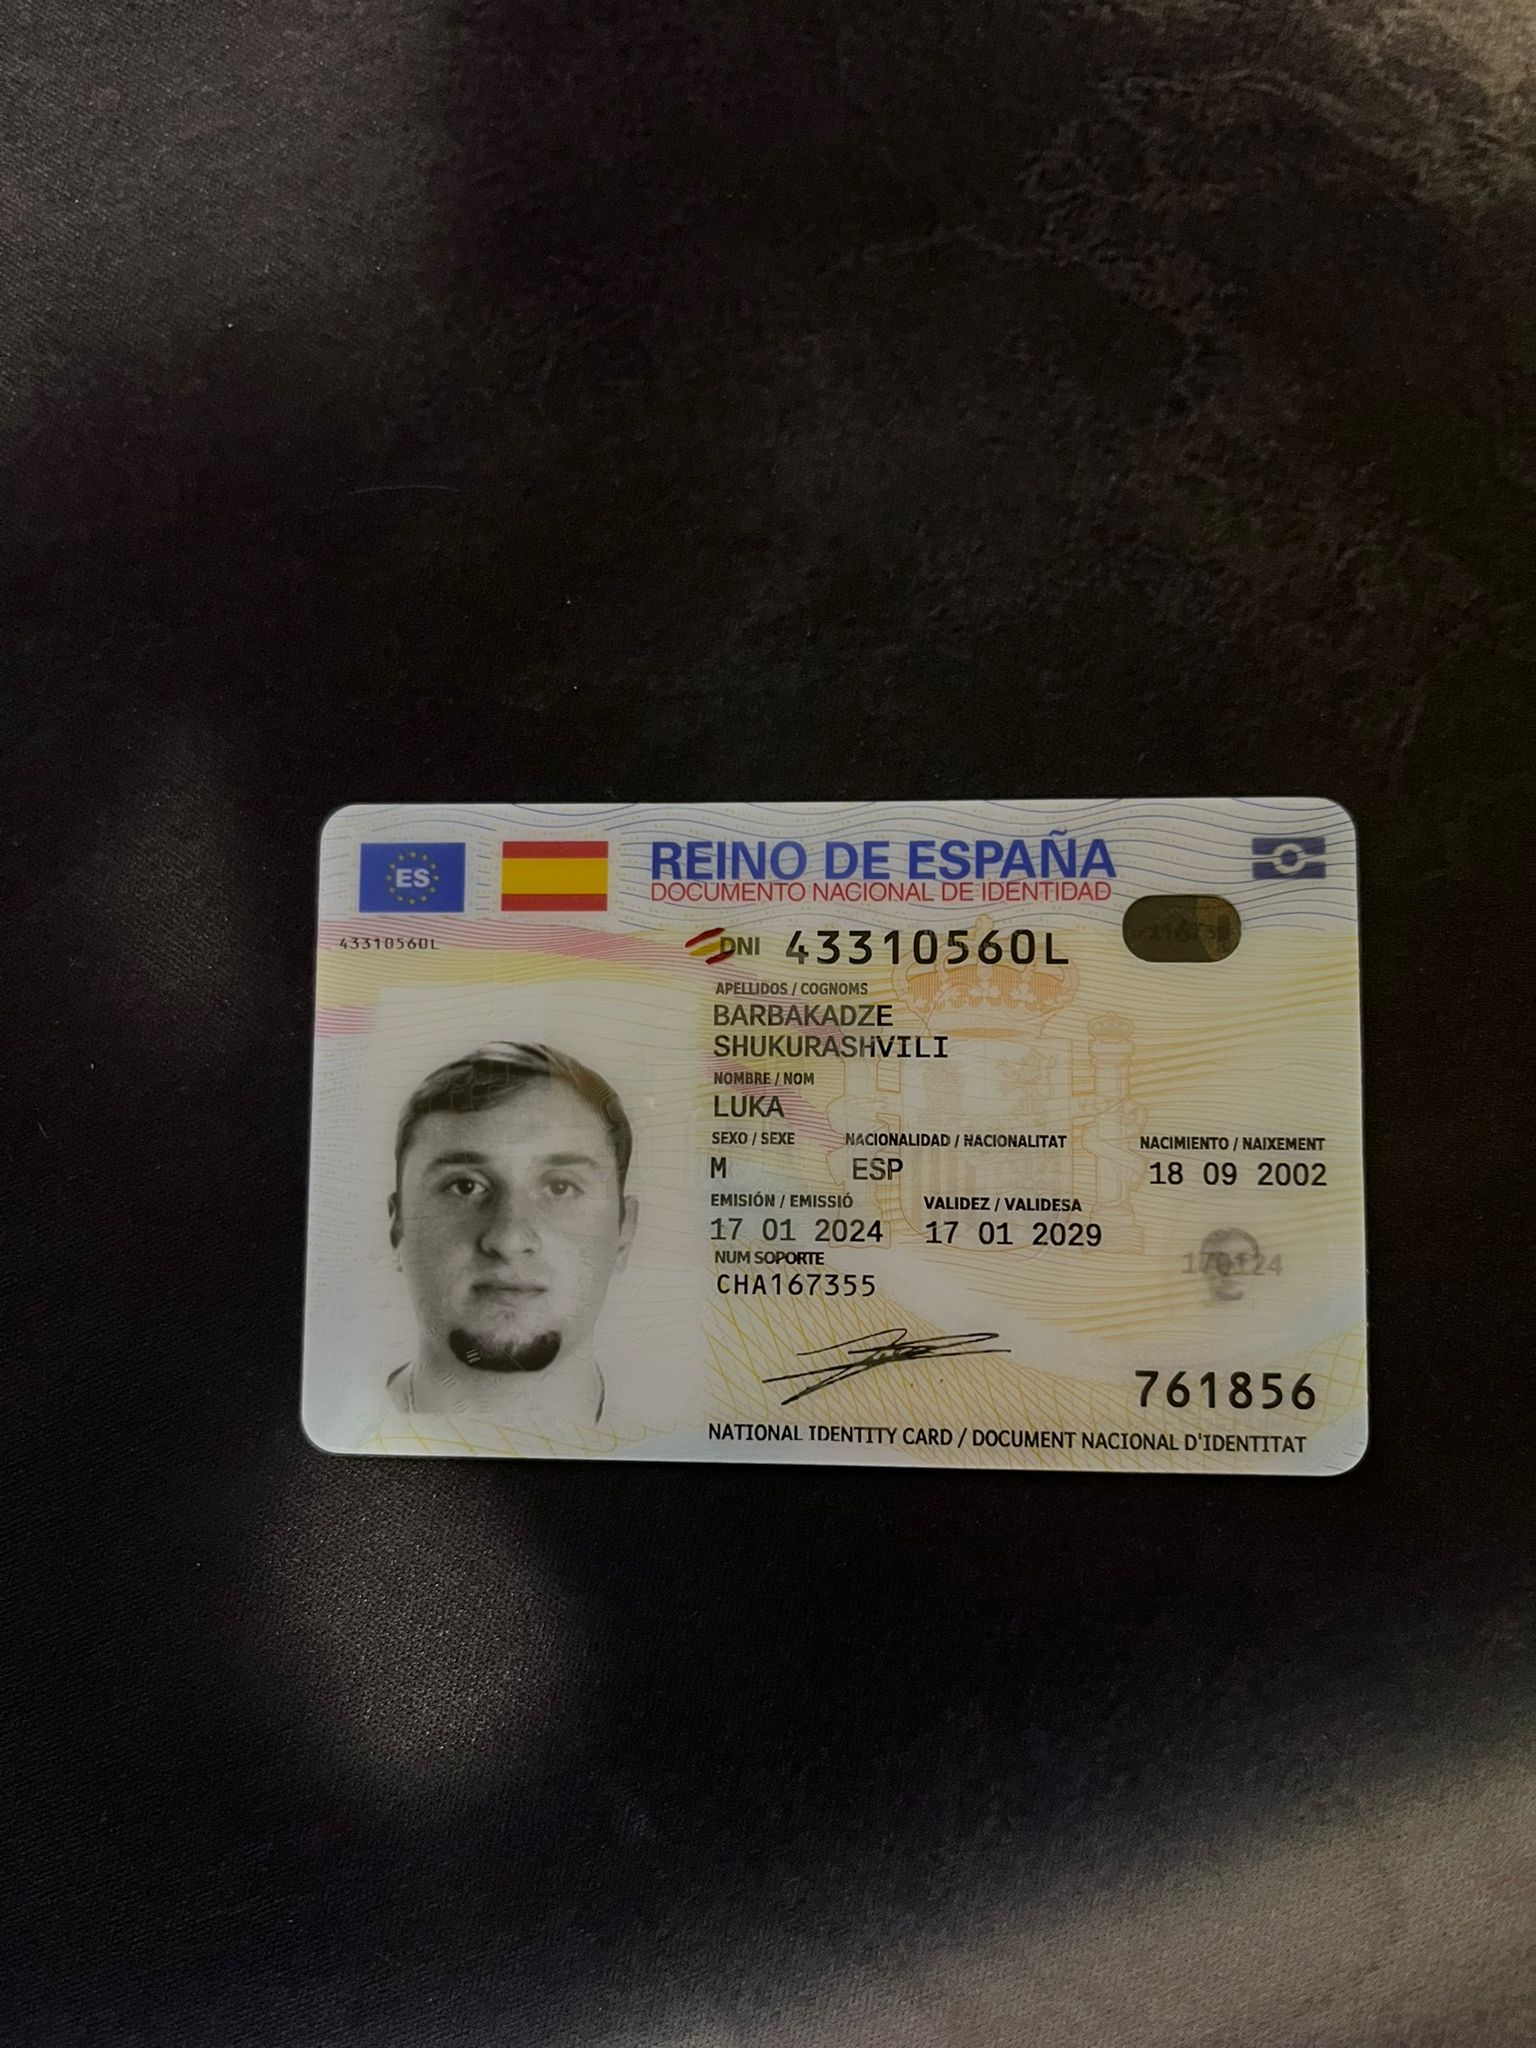 ES
REINO DE ESPAÑA
DOCUMENTO NACIONAL DE IDENTIDAD
43310560L
DNI 43310560L
APELLIDOS / COGNOMS
BARBAKADZE
SHUKURASHVILI
NOMBRE / NOM
LUKA
SEXO / SEXE NACIONALIDAD / NACIONALITAT NACIMIENTO / NAIXEMENT
M ESP 18 09 2002
EMISIÓN / EMISSIÓ VALIDEZ / VALIDESA
17 01 2024 17 01 2029
NUM SOPORTE
CHA167355
170124
761856
NATIONAL IDENTITY CARD / DOCUMENT NACIONAL D'IDENTITAT